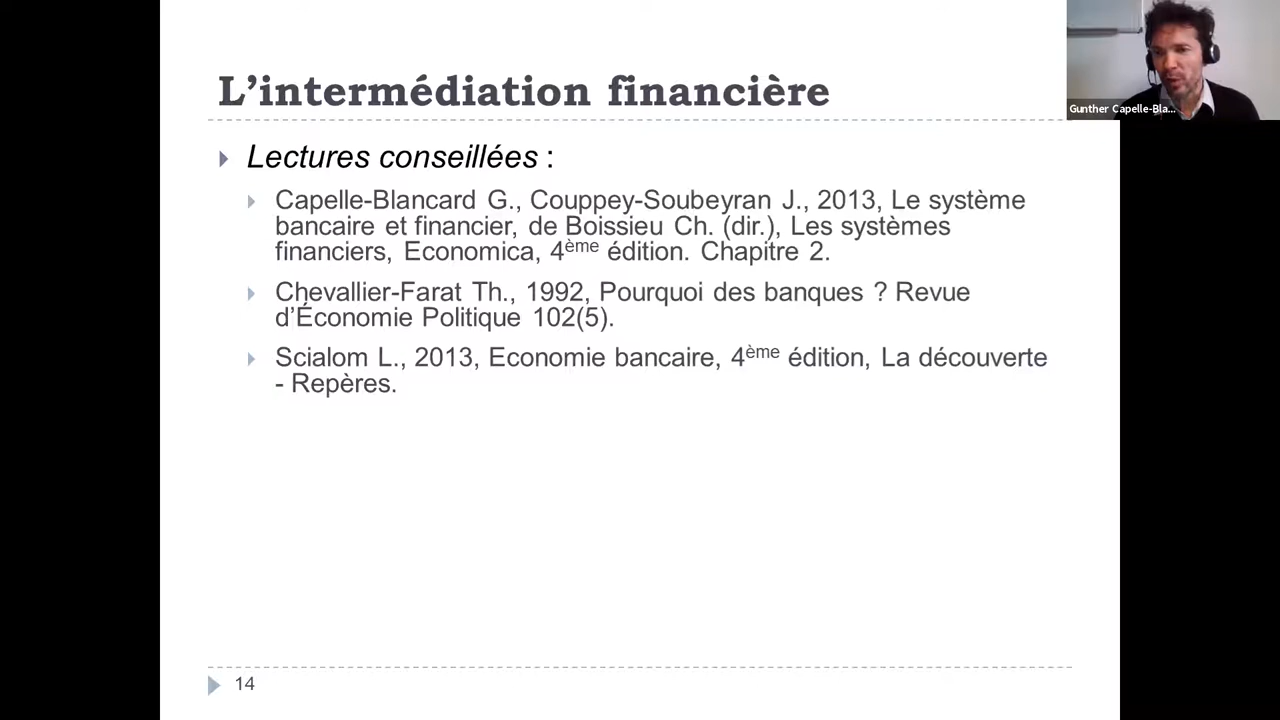 L’intermédiation financière
Gunther Capelle-Bla...
Lectures conseillées :
Capelle-Blancard G., Couppey-Soubeyran J., 2013, Le système
bancaire et financier, de Boissieu Ch. (dir.), Les systèmes
financiers, Economica, 4ème édition. Chapitre 2.
Chevallier-Farat Th., 1992, Pourquoi des banques ? Revue
d’Économie Politique 102(5).
Scialom L., 2013, Economie bancaire, 4ème édition, La découverte
- Repères.
14